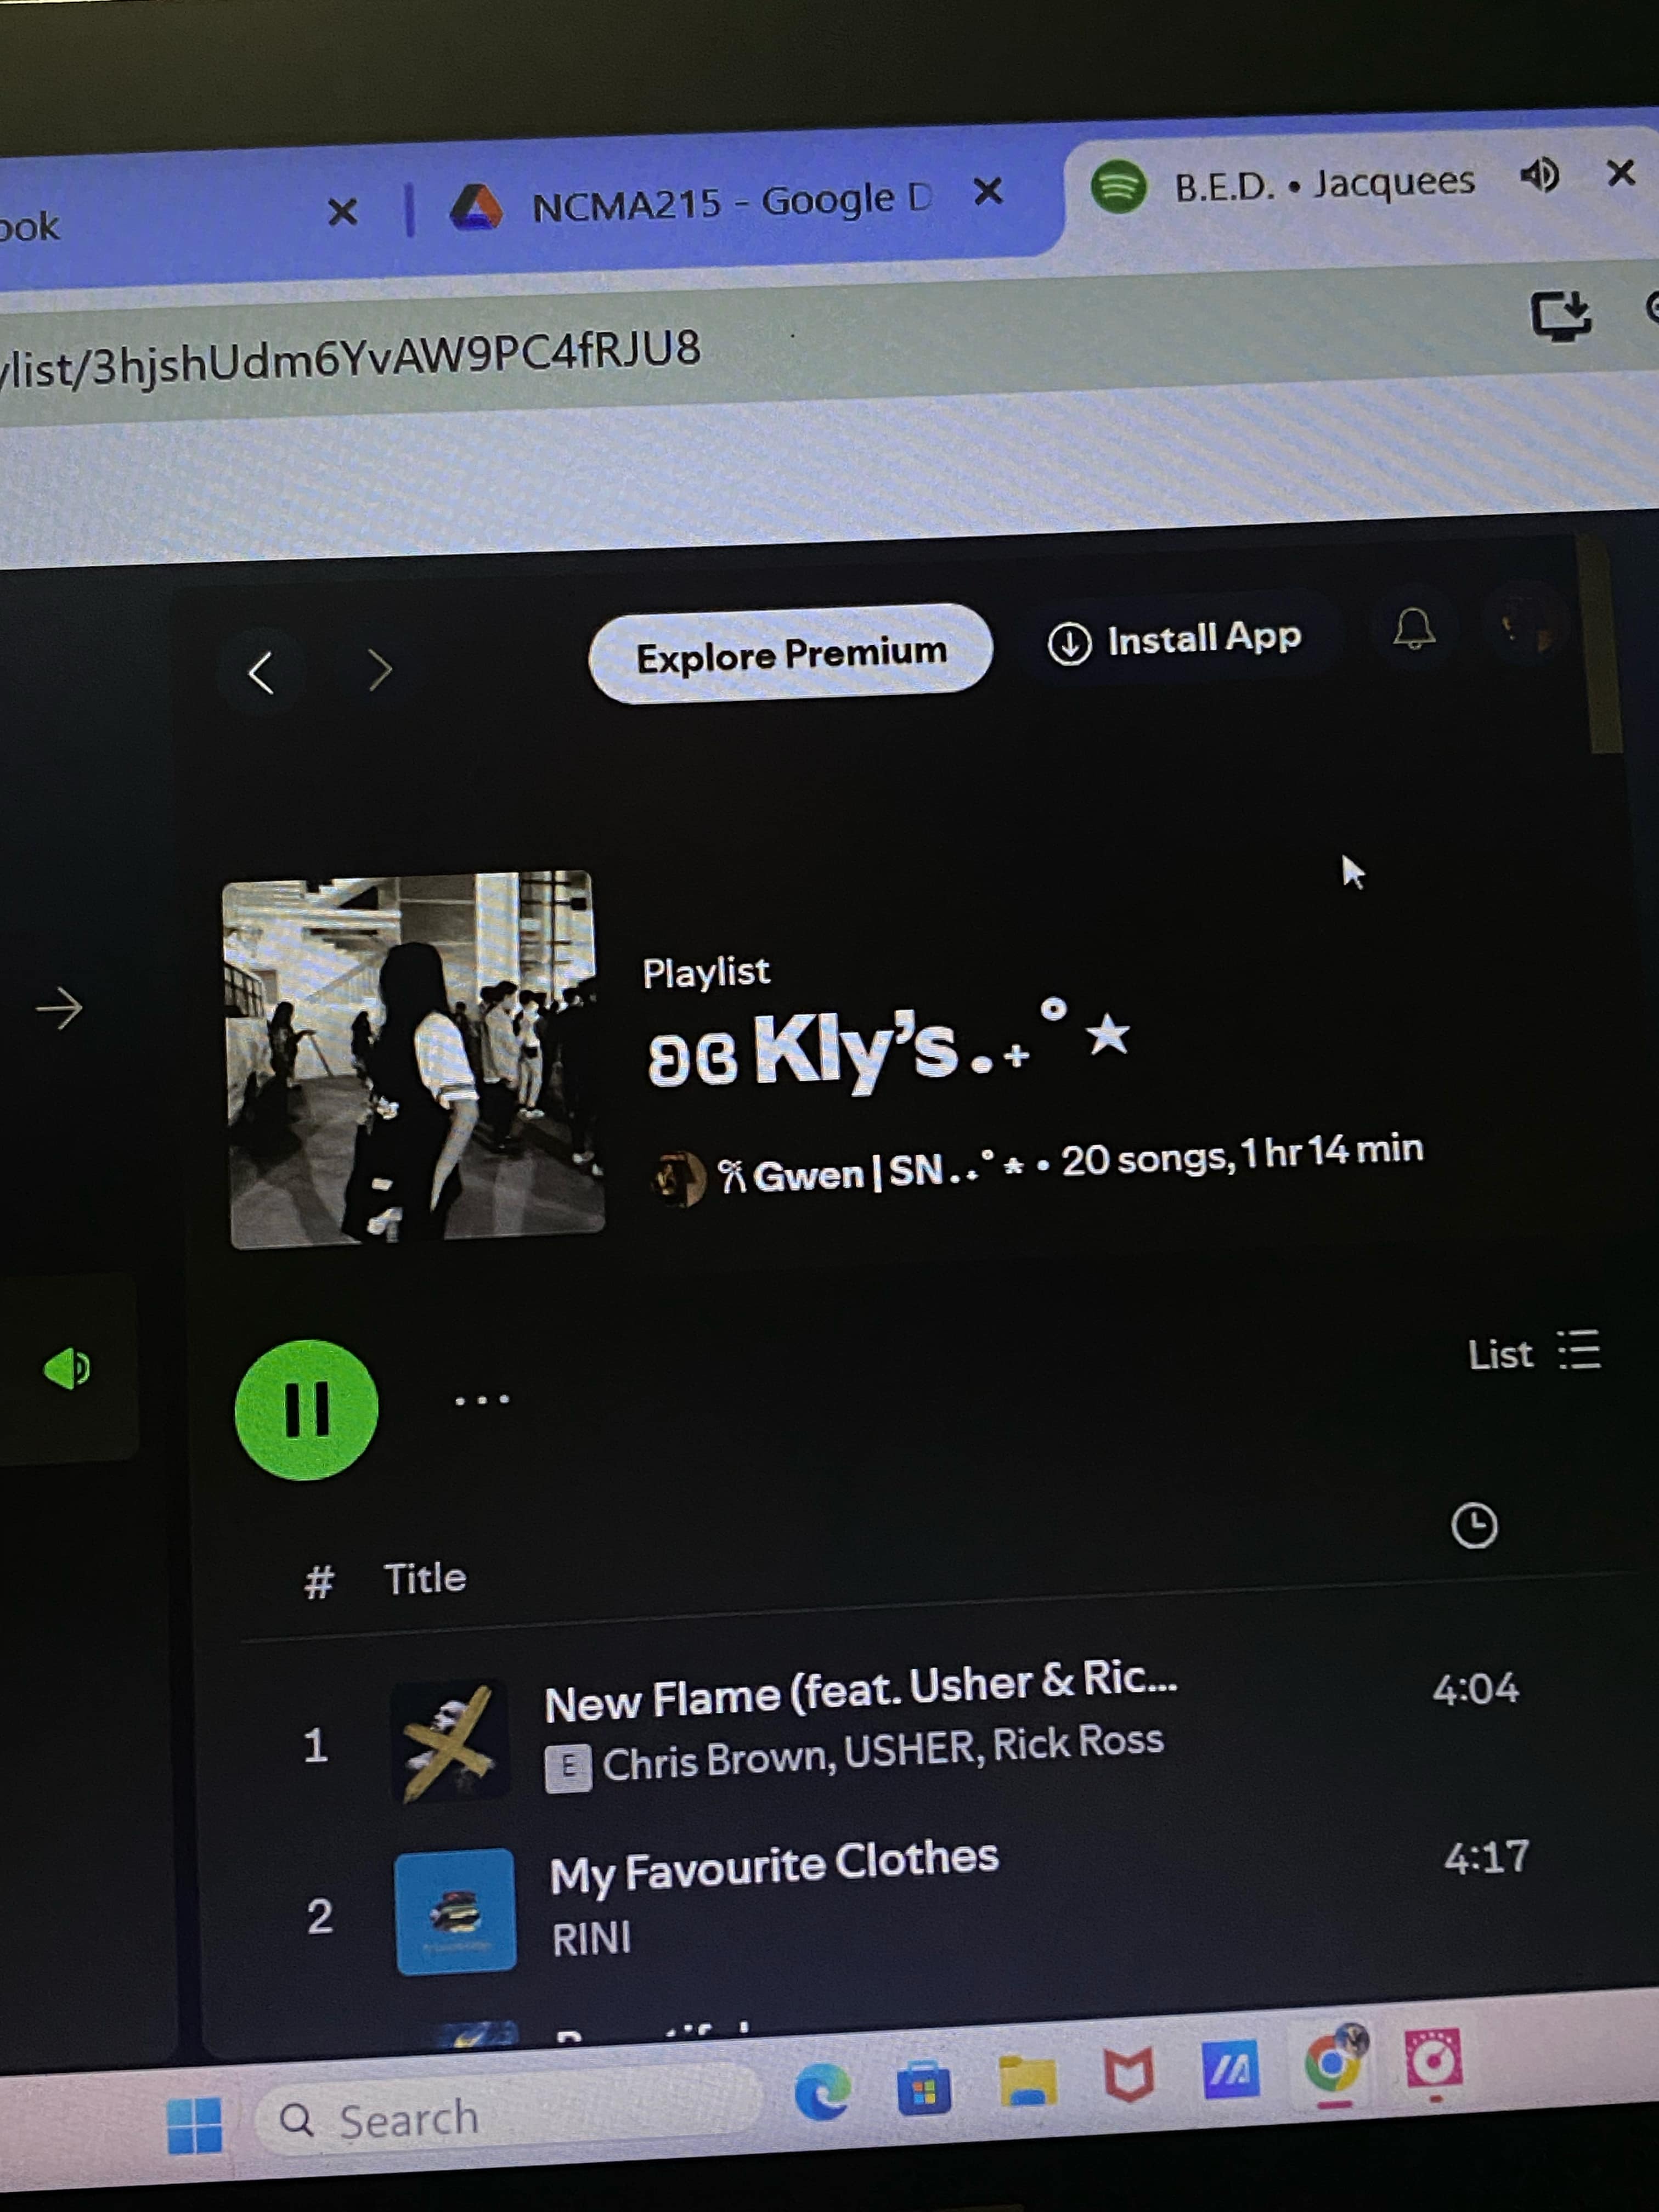 ook
NCMA215 - Google D
B.E.D. • Jacquees
ylist/3hjshUdm6YvAW9PC4fRJU8
Explore Premium
Install App
Playlist
ʚɞ Kly's.₊˚★
𐙚 Gwen | SN.₊˚⋆ • 20 songs, 1 hr 14 min
List
# Title
1 New Flame (feat. Usher & Ric... 4:04
E Chris Brown, USHER, Rick Ross
2 My Favourite Clothes 4:17
RINI
Search